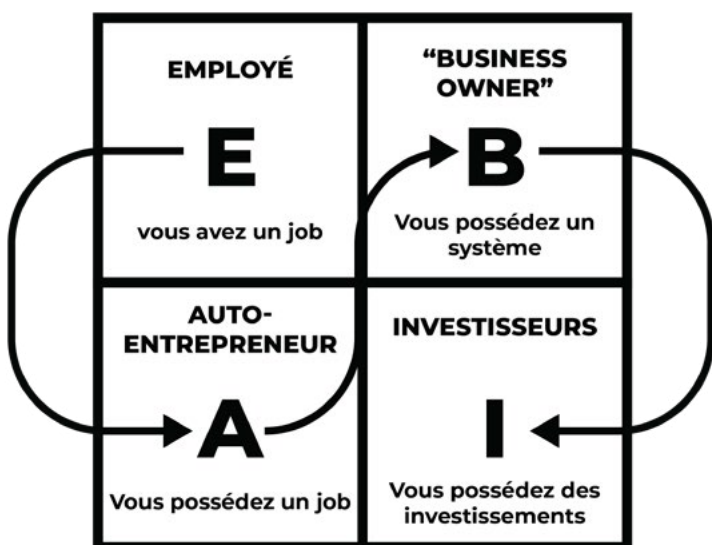 EMPLOYÉ
E
vous avez un job
“BUSINESS
OWNER”
B
Vous possédez un
système
AUTO-
ENTREPRENEUR
A
Vous possédez un job
INVESTISSEURS
I
Vous possédez des
investissements